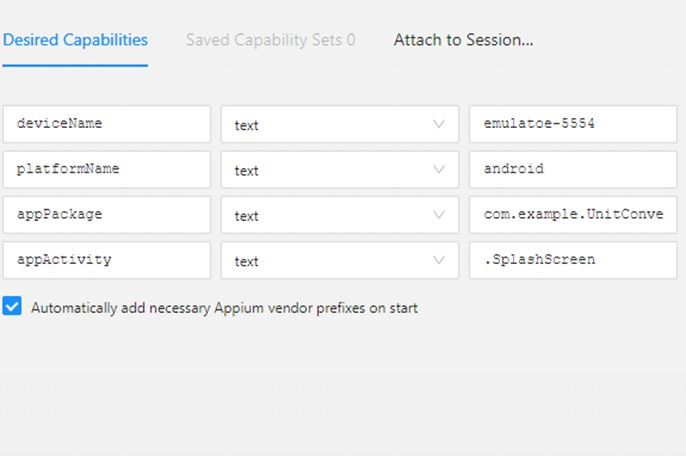 Desired Capabilities Saved Capability Sets 0 Attach to Session...
deviceName text emulatoe-5554
platformName text android
appPackage text com.example.UnitConve
appActivity text .SplashScreen
Automatically add necessary Appium vendor prefixes on start